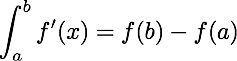 ∫_a^b f′(x) = f(b) − f(a)